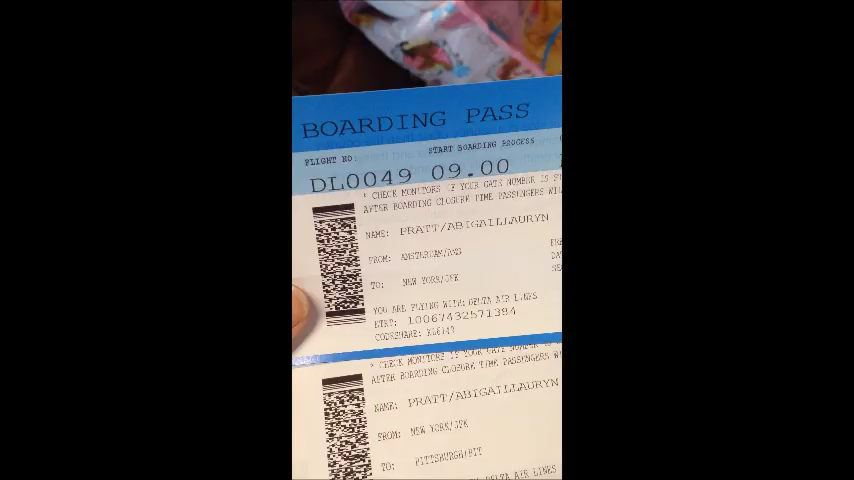 BOARDING PASS
FLIGHT NO:
START BOARDING PROCESS
DL0049 09.00
* CHECK MONITORS IF YOUR GATE NUMBER IS
AFTER BOARDING CLOSURE TIME PASSENGERS WI
NAME: PRATT/ABIGAILLAURYN
FROM: AMSTERDAM/AMS
TO: NEW YORK/JFK
YOU ARE FLYING WITH: DELTA AIR LINES
ETKT:
CODESHARE:
* CHECK MONITORS IF YOUR GATE NUMBER
AFTER BOARDING CLOSURE TIME PASSENGERS W
NAME: PRATT/ABIGAILLAURYN
FROM: NEW YORK/JFK
TO: PITTSBURGH/PIT
DELTA AIR LINES